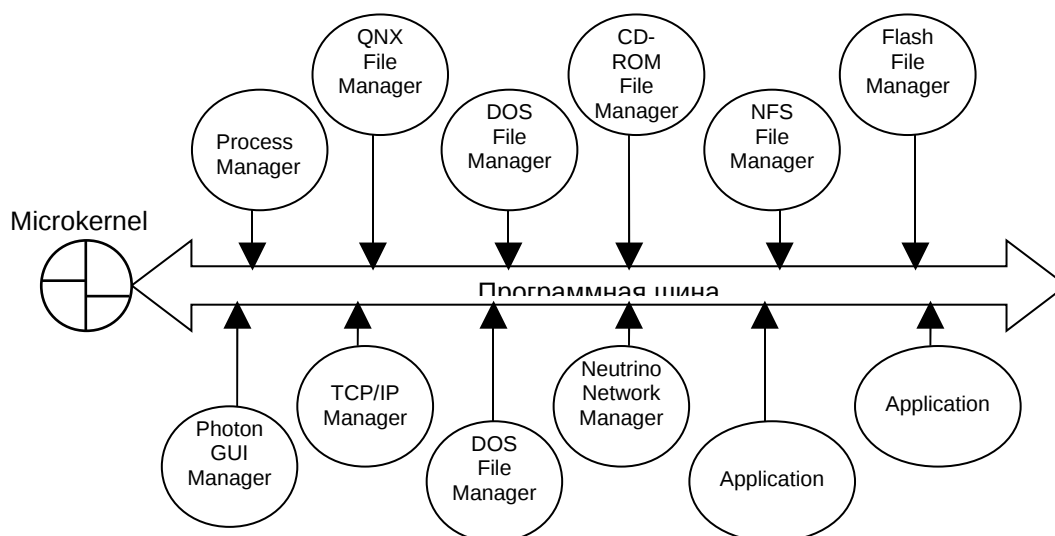 QNX
File
Manager
CD-
ROM
File
Manager
Flash
File
Manager
Process
Manager
DOS
File
Manager
NFS
File
Manager
Microkernel
Программная шина
Photon
GUI
Manager
TCP/IP
Manager
DOS
File
Manager
Neutrino
Network
Manager
Application
Application